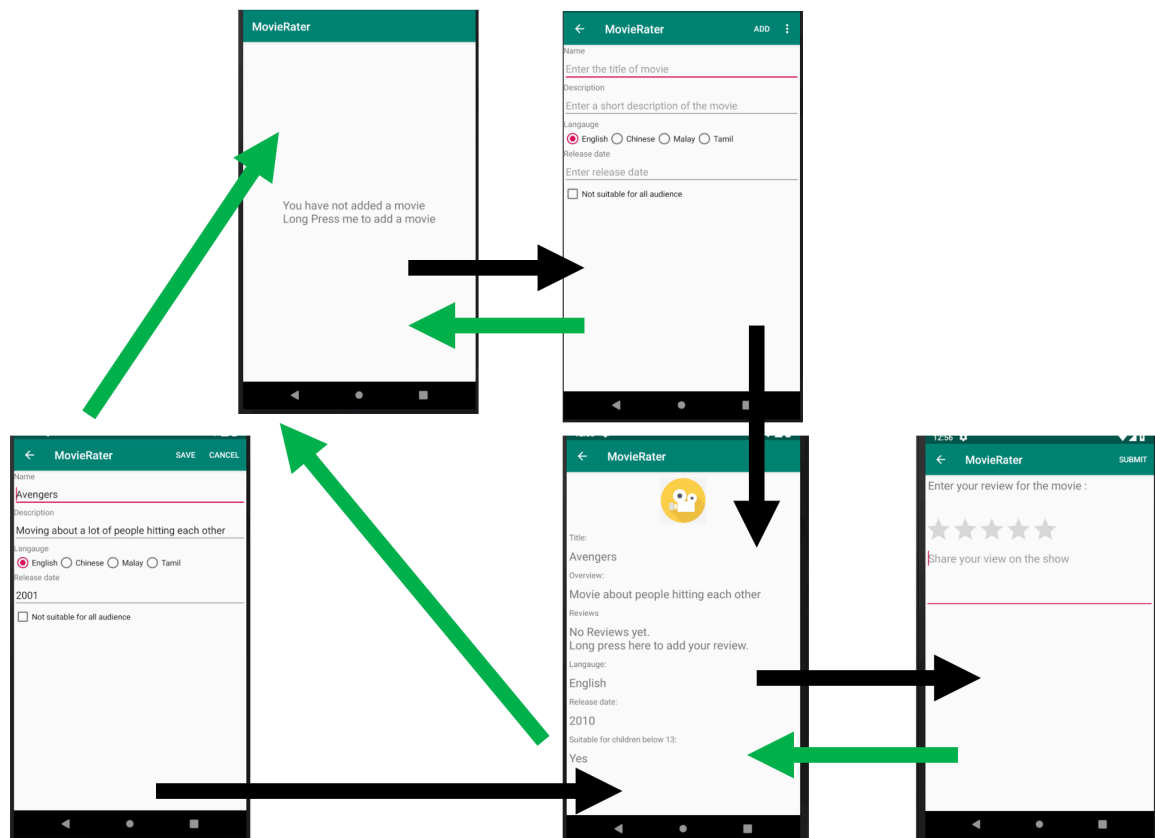 MovieRater
You have not added a movie
Long Press me to add a movie
MovieRater
ADD
Name
Enter the title of movie
Description
Enter a short description of the movie
Langauge
English Chinese Malay Tamil
Release date
Enter release date
Not suitable for all audience
MovieRater
SAVE CANCEL
Name
Avengers
Description
Moving about a lot of people hitting each other
Langauge
English Chinese Malay Tamil
Release date
2001
Not suitable for all audience
MovieRater
Title:
Avengers
Overview:
Movie about people hitting each other
Reviews
No Reviews yet.
Long press here to add your review.
Langauge:
English
Release date:
2010
Suitable for children below 13:
Yes
12:56
MovieRater
SUBMIT
Enter your review for the movie :
Share your view on the show